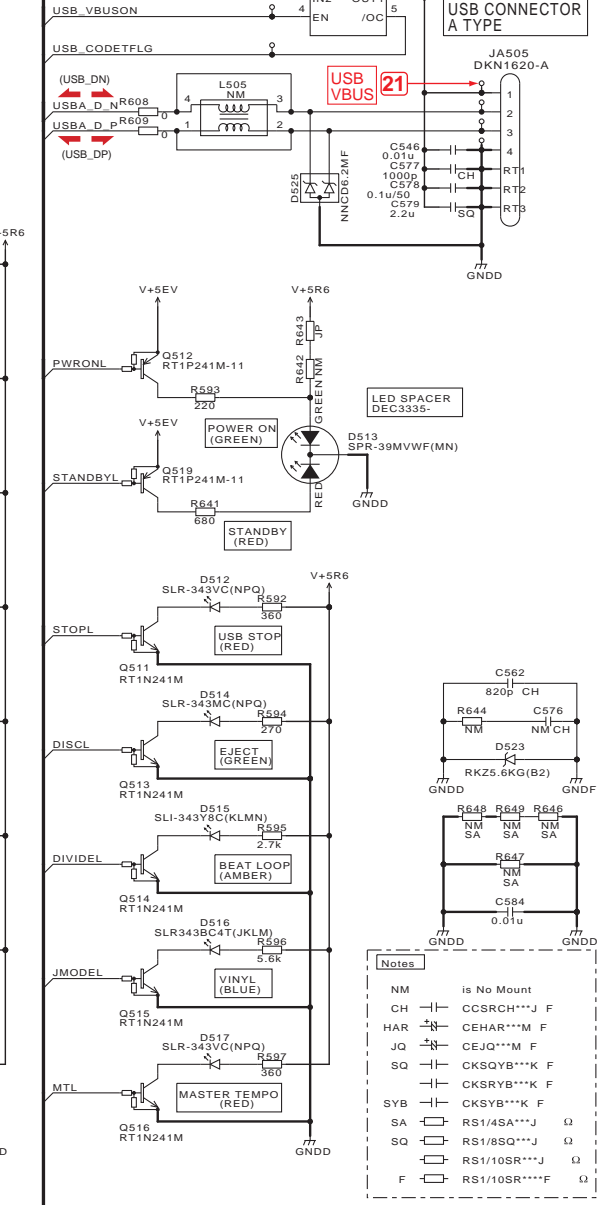 USB_VBUSON
4
EN
IN2
OUT1
/OC
5
USB CONNECTOR
A TYPE
USB_CODETFLG
JA505
DKN1620-A
(USB_DN)
USB
VBUS
21
L505
NM
USBA_D_N
R608
0
4
3
1
2
USBA_D_P
R609
0
1
2
3
(USB_DP)
C546
0.01u
4
C577
1000p
CH
RT1
C578
0.1u/50
RT2
C579
2.2u
SQ
RT3
D525
NNCD6.2MF
GNDD
5R6
V+5EV
V+5R6
R643
JP
Q512
RT1P241M-11
PWRONL
R642
NM
R593
220
GREEN
LED SPACER
DEC3335-
V+5EV
POWER ON
(GREEN)
D513
SPR-39MVWF(MN)
Q519
RT1P241M-11
STANDBYL
RED
R641
680
GNDD
STANDBY
(RED)
V+5R6
D512
SLR-343VC(NPQ)
R592
360
STOPL
USB STOP
(RED)
Q511
RT1N241M
C562
820p CH
D514
SLR-343MC(NPQ)
R594
270
R644
NM
C576
NM CH
DISCL
EJECT
(GREEN)
D523
RKZ5.6KG(B2)
Q513
RT1N241M
GNDD
GNDF
D515
SLI-343Y8C(KLMN)
R595
2.7k
R648
NM
SA
R649
NM
SA
R646
NM
SA
DIVIDEL
BEAT LOOP
(AMBER)
R647
NM
SA
Q514
RT1N241M
C584
0.01u
D516
SLR343BC4T(JKLM)
R596
5.6k
GNDD
GNDD
JMODEL
VINYL
(BLUE)
Q515
RT1N241M
D517
SLR-343VC(NPQ)
R597
360
MTL
MASTER TEMPO
(RED)
Q516
RT1N241M
GNDD
D
Notes
NM is No Mount
CH CCSRCH***J F
HAR + CEHAR***M F
JQ + CEJQ***M F
SQ CKSQYB***K F
CKSRYB***K F
SYB CKSYB***K F
SA RS1/4SA***J Ω
SQ RS1/8SQ***J Ω
RS1/10SR***J Ω
F RS1/10SR****F Ω